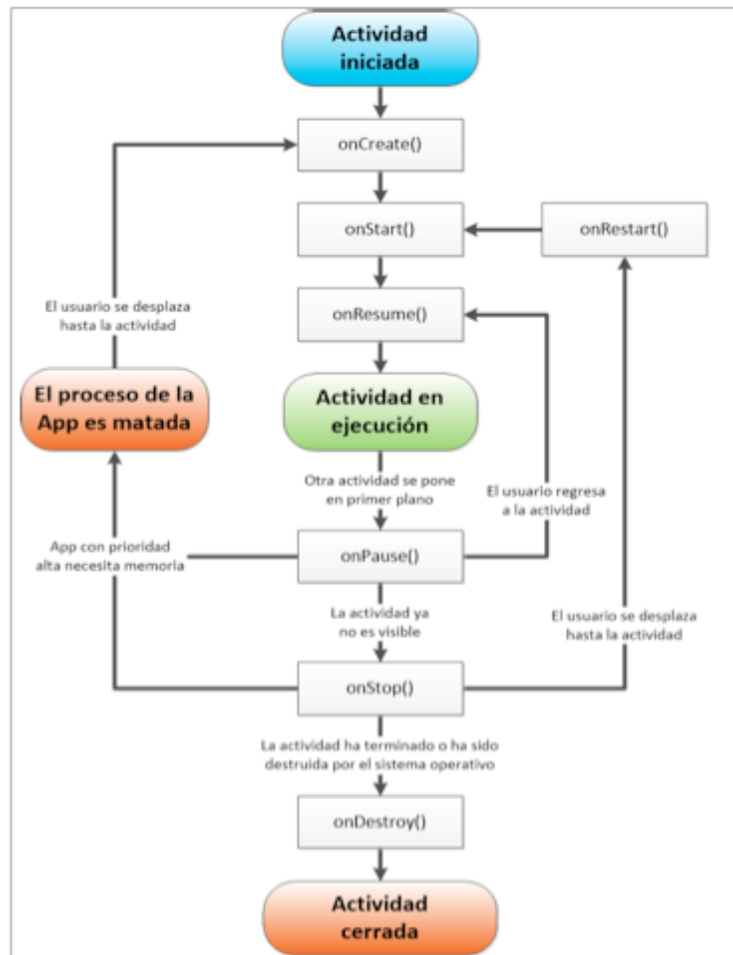 Actividad
iniciada
onCreate()
onStart()
onRestart()
onResume()
El usuario se desplaza
hasta la actividad
El proceso de la
App es matada
Actividad en
ejecución
Otra actividad se pone
en primer plano
El usuario regresa
a la actividad
App con prioridad
alta necesita memoria
onPause()
La actividad ya
no es visible
El usuario se desplaza
hasta la actividad
onStop()
La actividad ha terminado o ha sido
destruida por el sistema operativo
onDestroy()
Actividad
cerrada